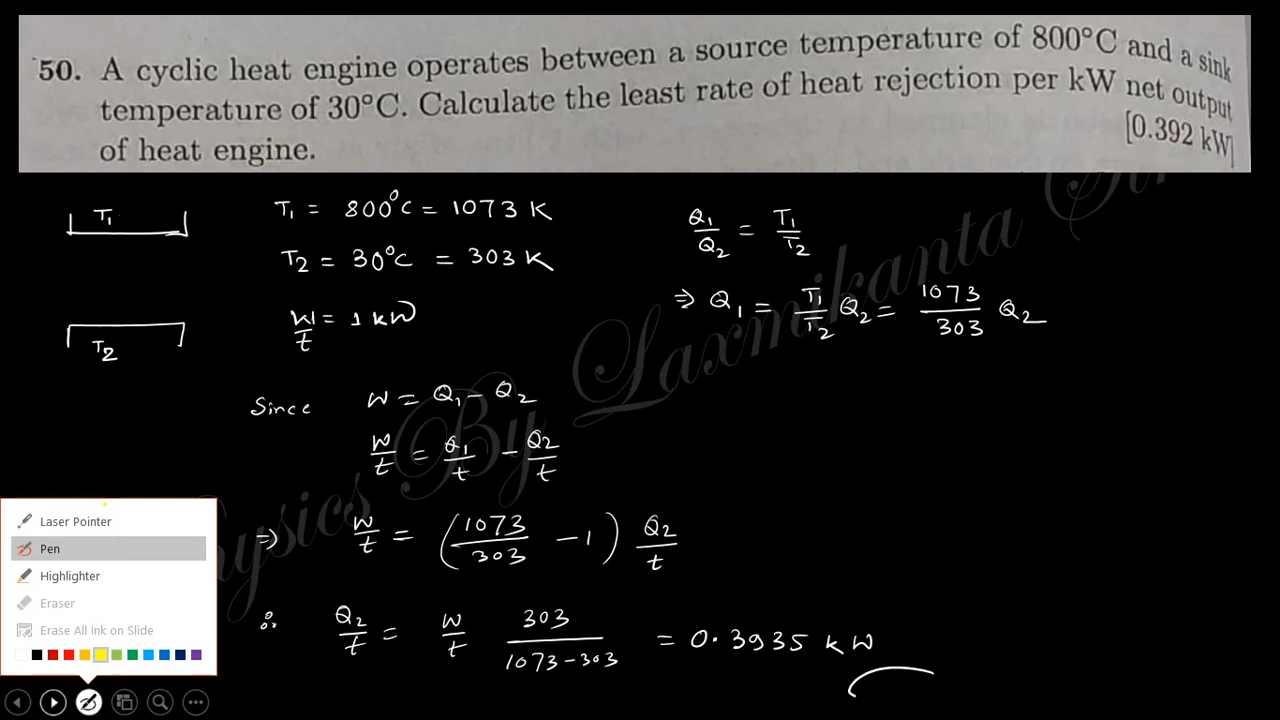 50. A cyclic heat engine operates between a source temperature of 800°C and a sink
temperature of 30°C. Calculate the least rate of heat rejection per kW net output
of heat engine.
[0.392 kW]
T1
T1 = 800°C = 1073 K
Q1/Q2 = T1/T2
T2 = 30°C = 303 K
⇒ Q1 = T1/T2 Q2 = 1073/303 Q2
W/t = 1 kW
T2
Since W = Q1 - Q2
W/t = Q1/t - Q2/t
⇒) W/t = (1073/303 - 1) Q2/t
∴ Q2/t = W/t 303/1073-303 = 0.3935 kW
Physics By Laxmikanta
Laser Pointer
Pen
Highlighter
Eraser
Erase All Ink on Slide